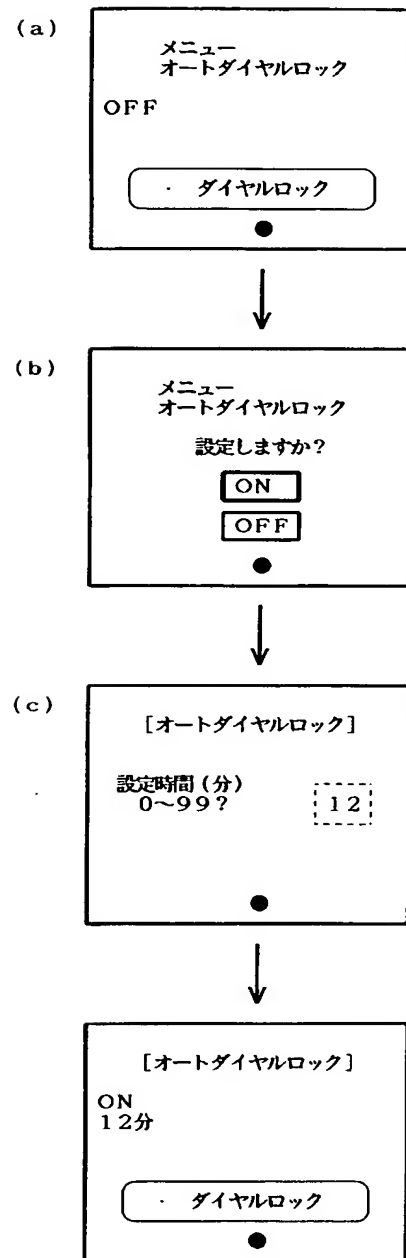 (a)
メニュー
オートダイヤルロック
OFF
・ ダイヤルロック
(b)
メニュー
オートダイヤルロック
設定しますか?
ON
OFF
(c)
[オートダイヤルロック]
設定時間(分)
0~99? 12
[オートダイヤルロック]
ON
12分
・ ダイヤルロック